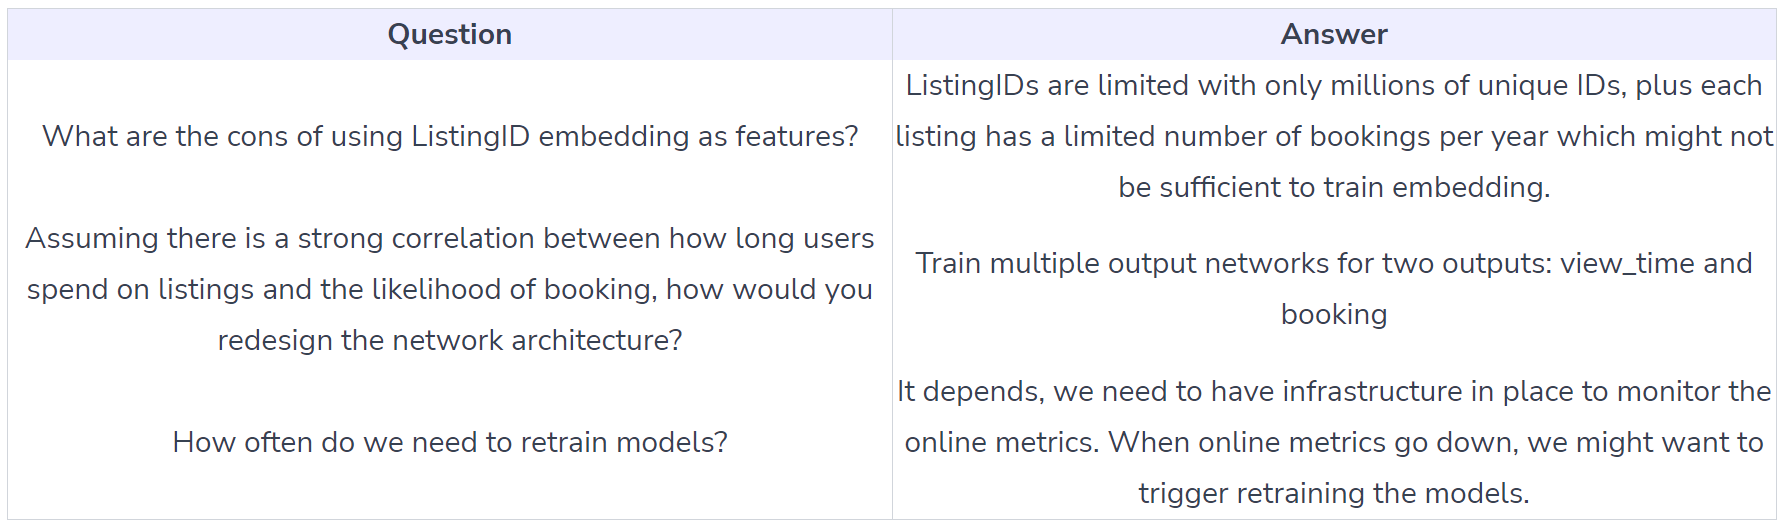 Question
Answer
What are the cons of using ListingID embedding as features?
ListingIDs are limited with only millions of unique IDs, plus each
listing has a limited number of bookings per year which might not
be sufficient to train embedding.
Assuming there is a strong correlation between how long users
spend on listings and the likelihood of booking, how would you
redesign the network architecture?
Train multiple output networks for two outputs: view_time and
booking
How often do we need to retrain models?
It depends, we need to have infrastructure in place to monitor the
online metrics. When online metrics go down, we might want to
trigger retraining the models.